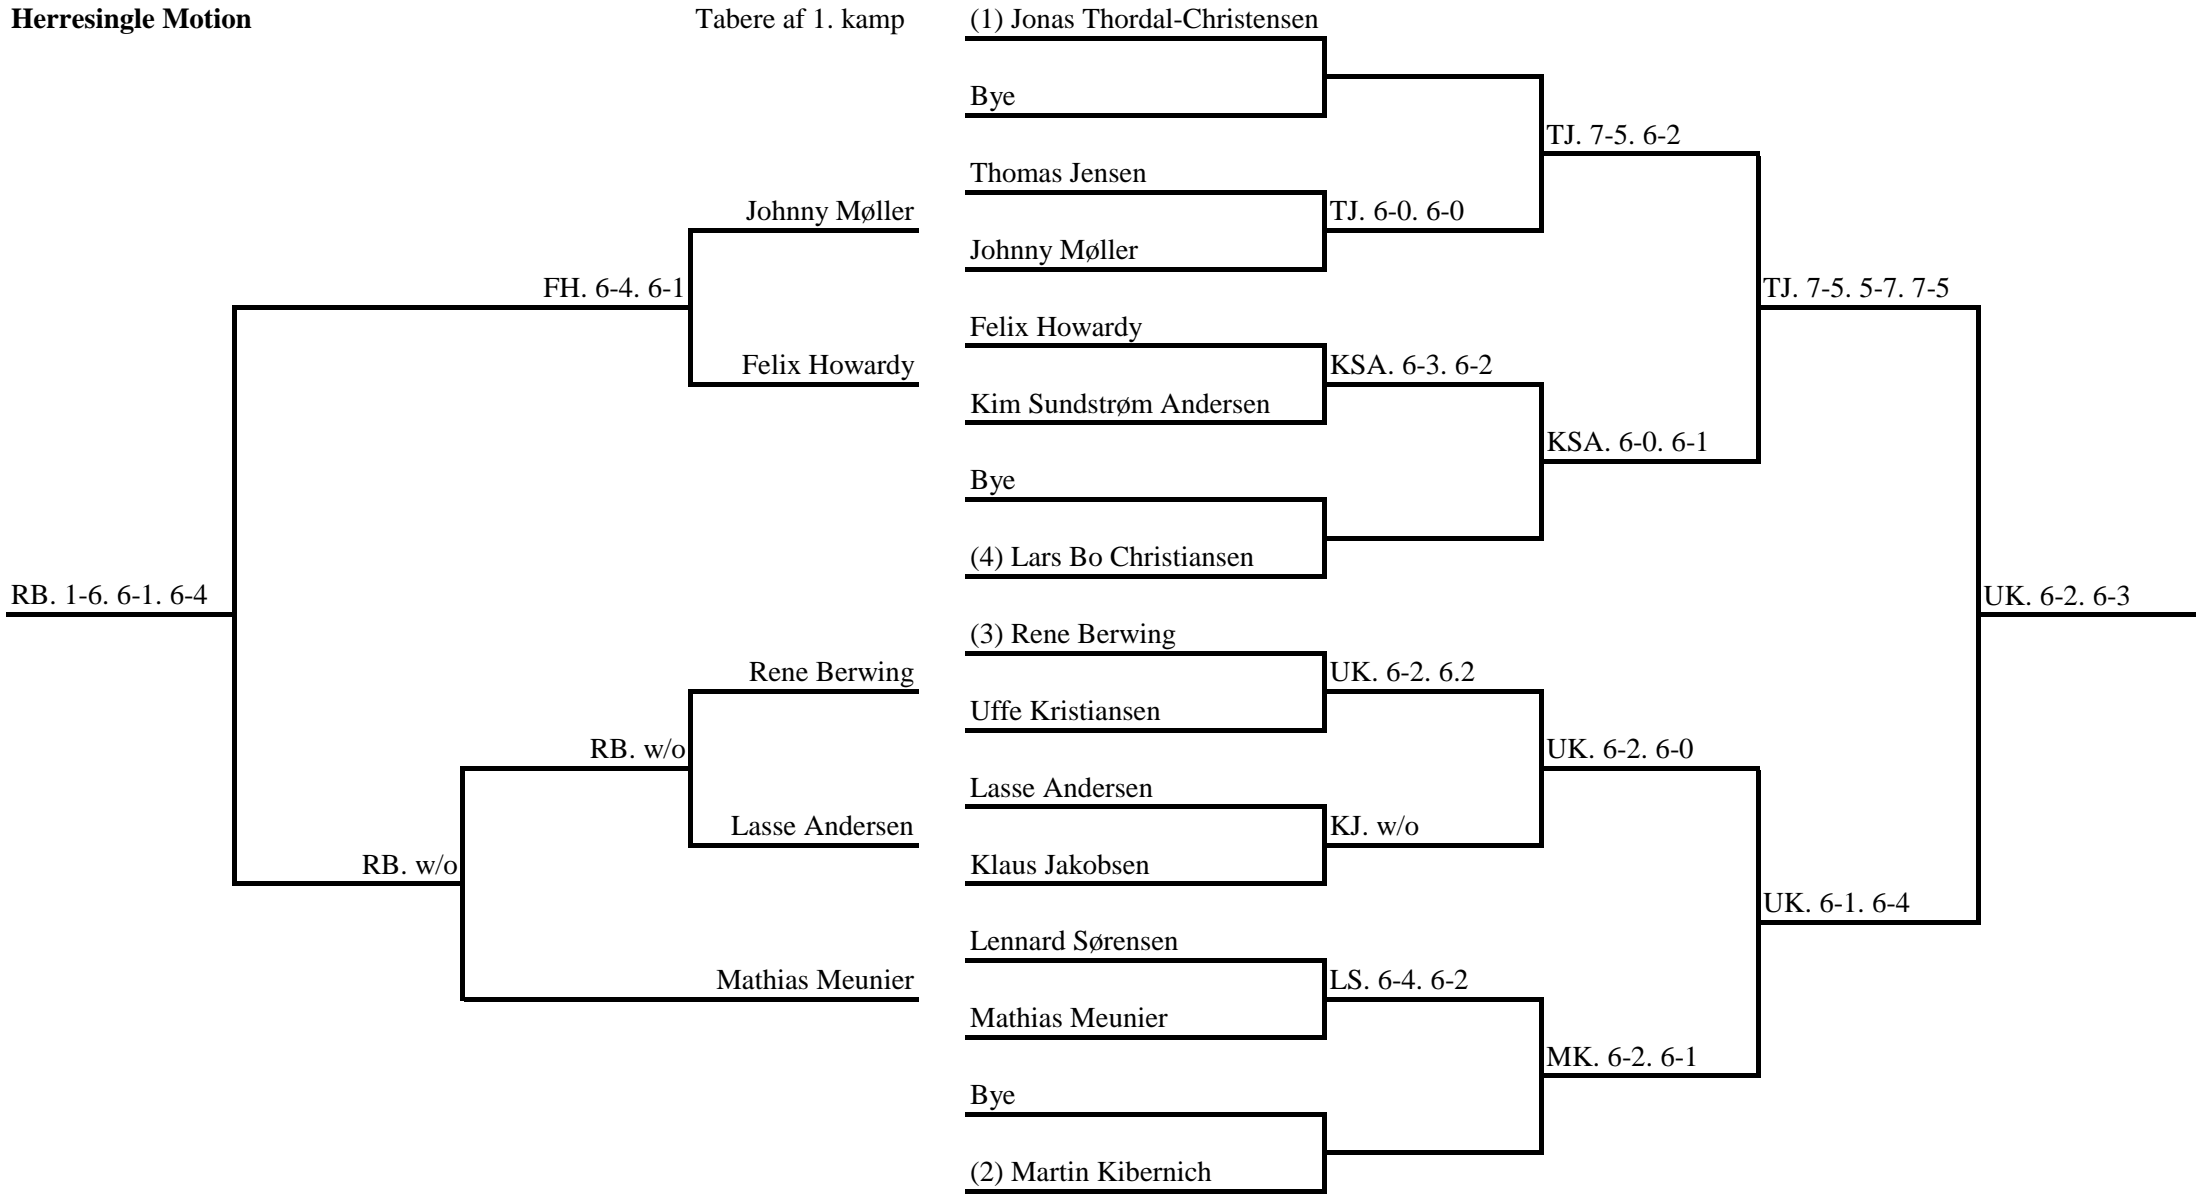 Herresingle Motion
Tabere af 1. kamp
(1) Jonas Thordal-Christensen
Bye
TJ. 7-5. 6-2
Thomas Jensen
Johnny Møller
TJ. 6-0. 6-0
Johnny Møller
FH. 6-4. 6-1
TJ. 7-5. 5-7. 7-5
Felix Howardy
Felix Howardy
KSA. 6-3. 6-2
Kim Sundstrøm Andersen
KSA. 6-0. 6-1
Bye
(4) Lars Bo Christiansen
RB. 1-6. 6-1. 6-4
UK. 6-2. 6-3
(3) Rene Berwing
Rene Berwing
UK. 6-2. 6.2
Uffe Kristiansen
RB. w/o
UK. 6-2. 6-0
Lasse Andersen
Lasse Andersen
KJ. w/o
RB. w/o
Klaus Jakobsen
UK. 6-1. 6-4
Lennard Sørensen
Mathias Meunier
LS. 6-4. 6-2
Mathias Meunier
MK. 6-2. 6-1
Bye
(2) Martin Kibernich